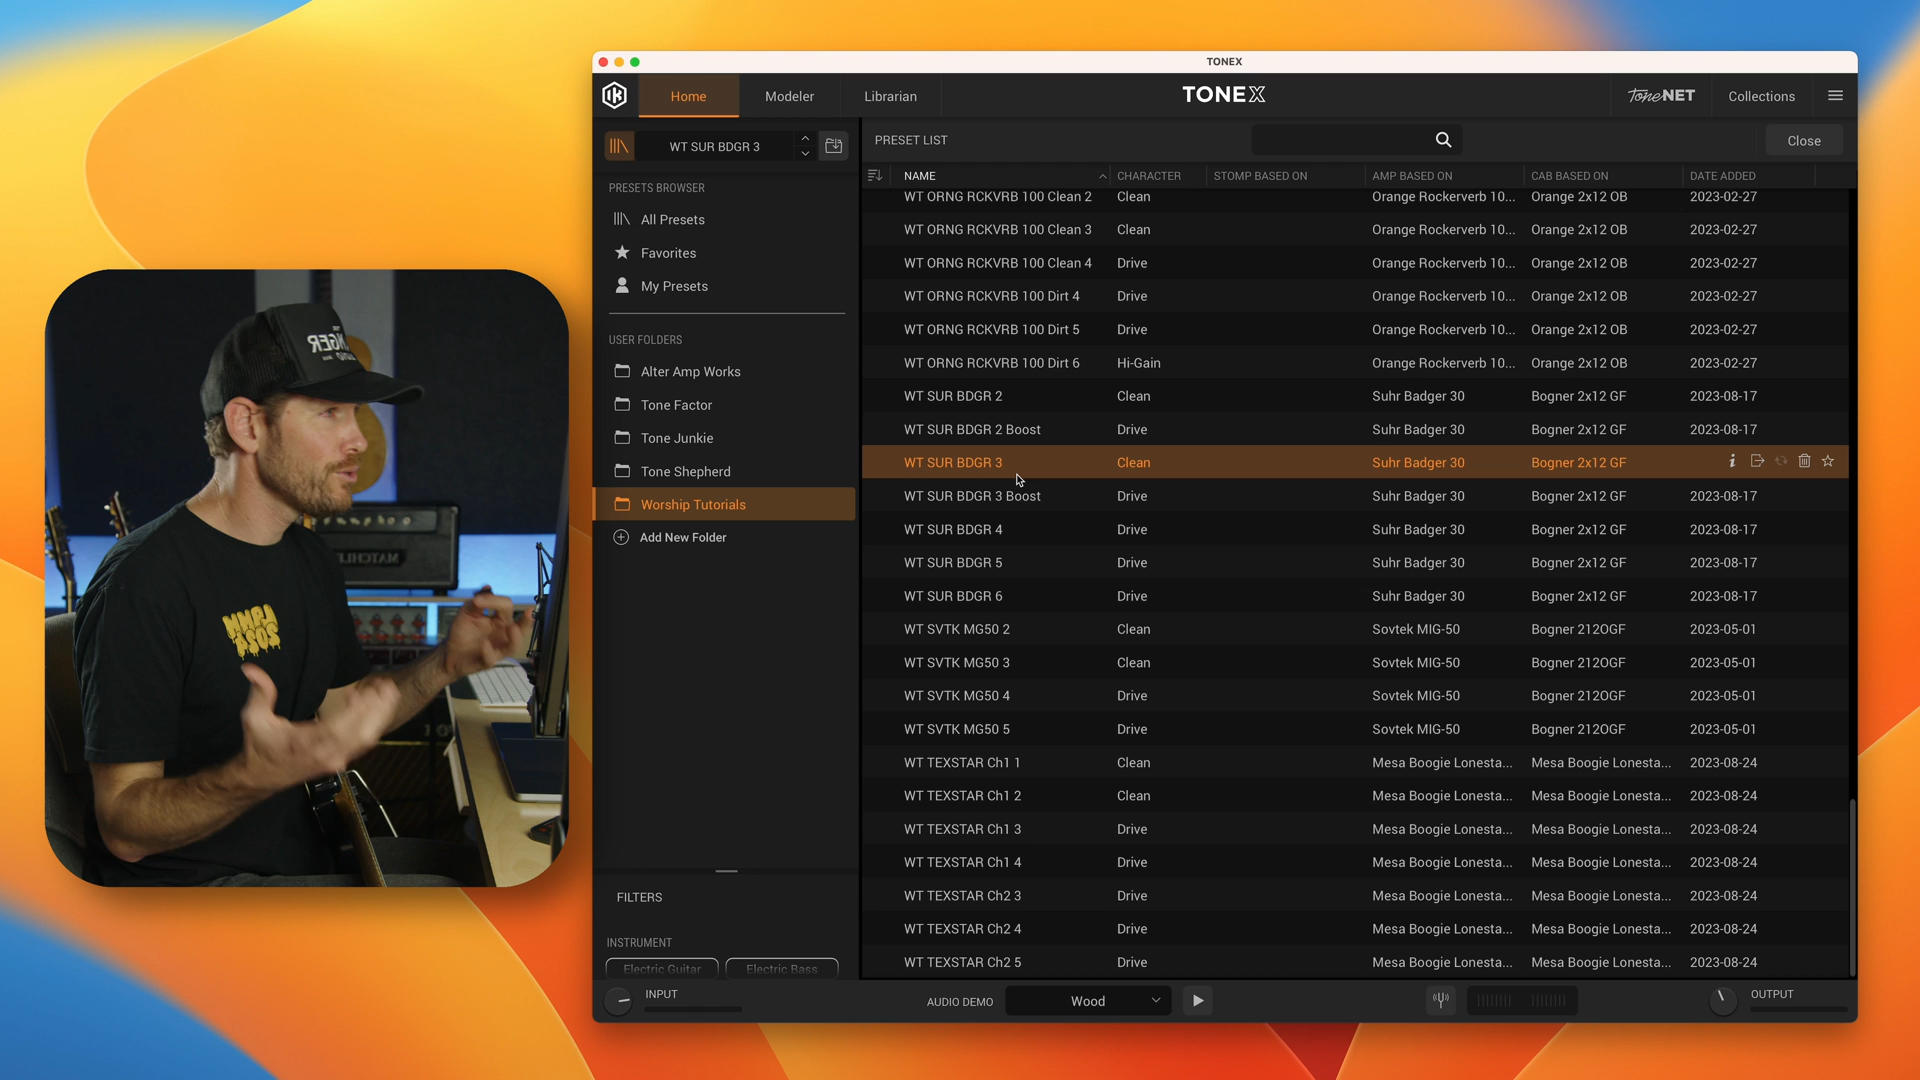 TONEX
Home
Modeler
Librarian
TONEX
ToneNET
Collections
WT SUR BDGR 3
PRESET LIST
Close
PRESETS BROWSER
All Presets
Favorites
My Presets
USER FOLDERS
Alter Amp Works
Tone Factor
Tone Junkie
Tone Shepherd
Worship Tutorials
Add New Folder
FILTERS
INSTRUMENT
Electric Guitar Electric Bass
NAME CHARACTER STOMP BASED ON AMP BASED ON CAB BASED ON DATE ADDED
WT ORNG RCKVRB 100 Clean 2 Clean Orange Rockerverb 10... Orange 2x12 OB 2023-02-27
WT ORNG RCKVRB 100 Clean 3 Clean Orange Rockerverb 10... Orange 2x12 OB 2023-02-27
WT ORNG RCKVRB 100 Clean 4 Drive Orange Rockerverb 10... Orange 2x12 OB 2023-02-27
WT ORNG RCKVRB 100 Dirt 4 Drive Orange Rockerverb 10... Orange 2x12 OB 2023-02-27
WT ORNG RCKVRB 100 Dirt 5 Drive Orange Rockerverb 10... Orange 2x12 OB 2023-02-27
WT ORNG RCKVRB 100 Dirt 6 Hi-Gain Orange Rockerverb 10... Orange 2x12 OB 2023-02-27
WT SUR BDGR 2 Clean Suhr Badger 30 Bogner 2x12 GF 2023-08-17
WT SUR BDGR 2 Boost Drive Suhr Badger 30 Bogner 2x12 GF 2023-08-17
WT SUR BDGR 3 Clean Suhr Badger 30 Bogner 2x12 GF
WT SUR BDGR 3 Boost Drive Suhr Badger 30 Bogner 2x12 GF 2023-08-17
WT SUR BDGR 4 Drive Suhr Badger 30 Bogner 2x12 GF 2023-08-17
WT SUR BDGR 5 Drive Suhr Badger 30 Bogner 2x12 GF 2023-08-17
WT SUR BDGR 6 Drive Suhr Badger 30 Bogner 2x12 GF 2023-08-17
WT SVTK MG50 2 Clean Sovtek MIG-50 Bogner 212OGF 2023-05-01
WT SVTK MG50 3 Clean Sovtek MIG-50 Bogner 212OGF 2023-05-01
WT SVTK MG50 4 Drive Sovtek MIG-50 Bogner 212OGF 2023-05-01
WT SVTK MG50 5 Drive Sovtek MIG-50 Bogner 212OGF 2023-05-01
WT TEXSTAR Ch1 1 Clean Mesa Boogie Lonesta... Mesa Boogie Lonesta... 2023-08-24
WT TEXSTAR Ch1 2 Clean Mesa Boogie Lonesta... Mesa Boogie Lonesta... 2023-08-24
WT TEXSTAR Ch1 3 Drive Mesa Boogie Lonesta... Mesa Boogie Lonesta... 2023-08-24
WT TEXSTAR Ch1 4 Drive Mesa Boogie Lonesta... Mesa Boogie Lonesta... 2023-08-24
WT TEXSTAR Ch2 3 Drive Mesa Boogie Lonesta... Mesa Boogie Lonesta... 2023-08-24
WT TEXSTAR Ch2 4 Drive Mesa Boogie Lonesta... Mesa Boogie Lonesta... 2023-08-24
WT TEXSTAR Ch2 5 Drive Mesa Boogie Lonesta... Mesa Boogie Lonesta... 2023-08-24
INPUT AUDIO DEMO Wood OUTPUT